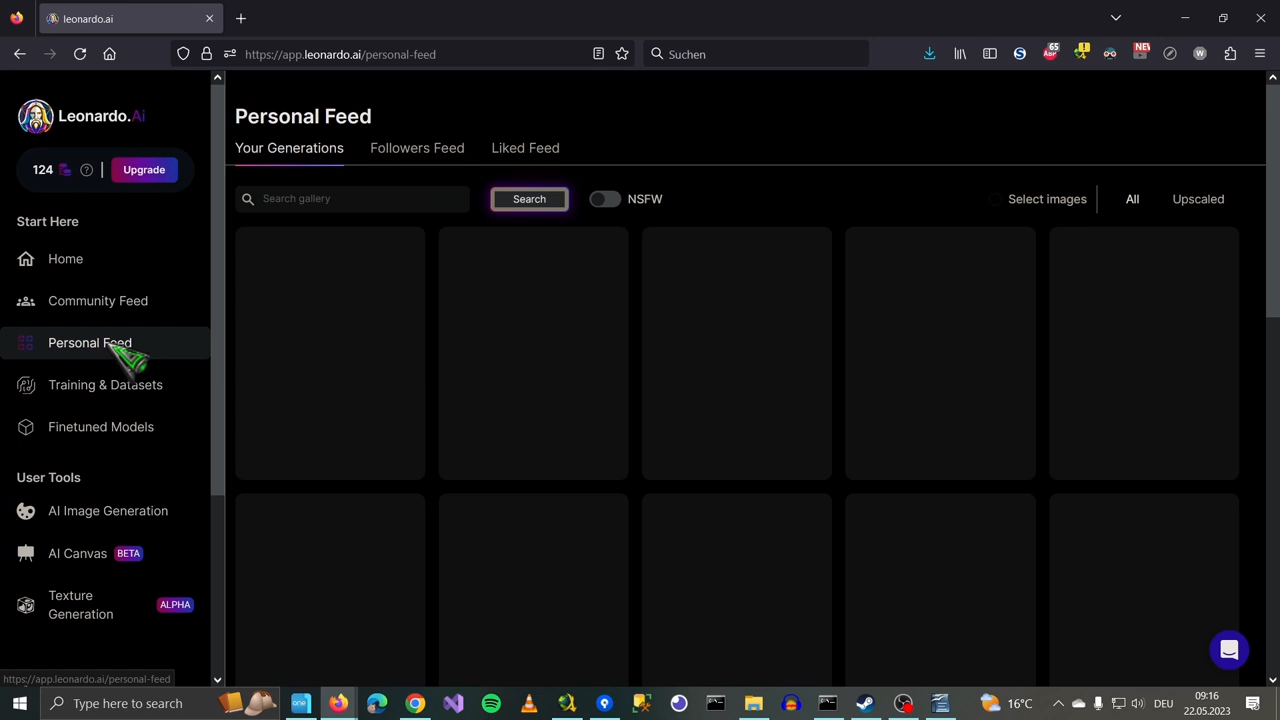 leonardo.ai
https://app.leonardo.ai/personal-feed
Suchen
65
NEW
Leonardo.Ai
124
Upgrade
Start Here
Home
Community Feed
Personal Feed
Training & Datasets
Finetuned Models
User Tools
AI Image Generation
AI Canvas BETA
Texture
Generation
ALPHA
Personal Feed
Your Generations
Followers Feed
Liked Feed
Search gallery
Search
NSFW
Select images
All
Upscaled
https://app.leonardo.ai/personal-feed
Type here to search
one
16°C
DEU
09:16
22.05.2023